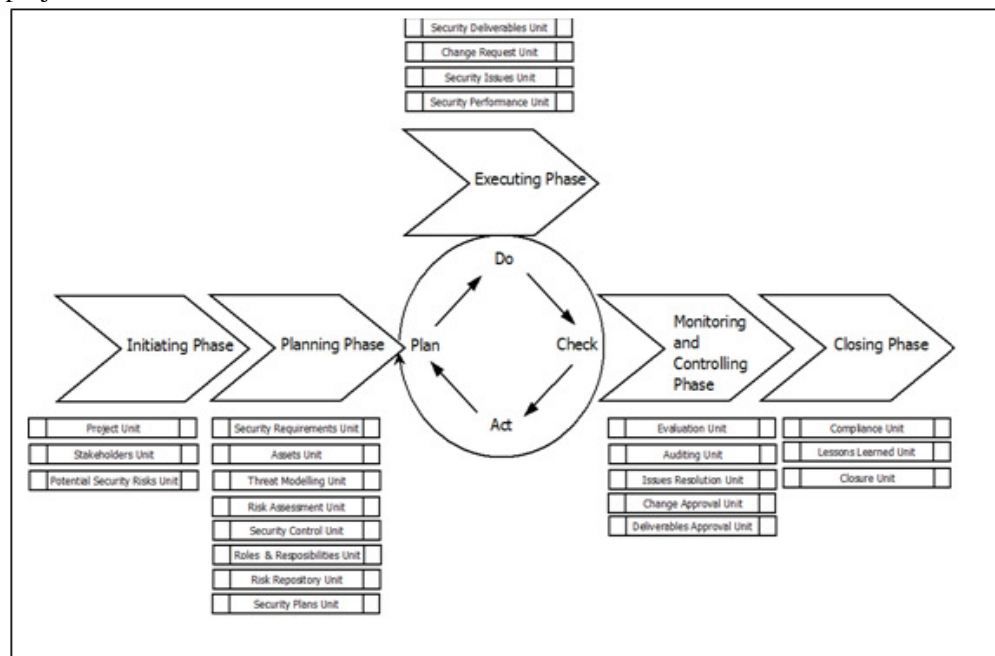 Security Deliverables Unit
Change Request Unit
Security Issues Unit
Security Performance Unit
Executing Phase
Do
Initiating Phase
Planning Phase
Plan
Check
Act
Monitoring
and
Controlling
Phase
Closing Phase
Project Unit
Stakeholders Unit
Potential Security Risks Unit
Security Requirements Unit
Assets Unit
Threat Modelling Unit
Risk Assessment Unit
Security Control Unit
Roles & Resposibilities Unit
Risk Repository Unit
Security Plans Unit
Evaluation Unit
Auditing Unit
Issues Resolution Unit
Change Approval Unit
Deliverables Approval Unit
Compliance Unit
Lessons Learned Unit
Closure Unit